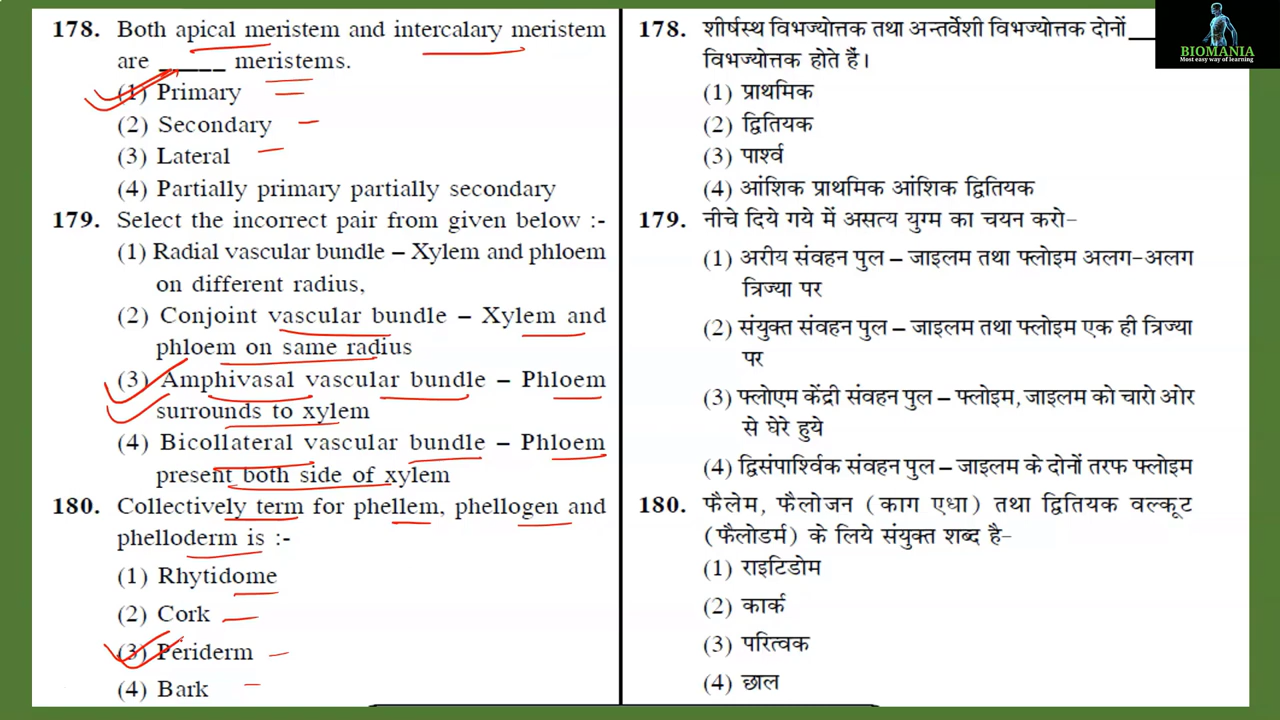 178. Both apical meristem and intercalary meristem
are _____ meristems.
(1) Primary
(2) Secondary
(3) Lateral
(4) Partially primary partially secondary
179. Select the incorrect pair from given below :-
(1) Radial vascular bundle – Xylem and phloem
on different radius,
(2) Conjoint vascular bundle – Xylem and
phloem on same radius
(3) Amphivasal vascular bundle – Phloem
surrounds to xylem
(4) Bicollateral vascular bundle – Phloem
present both side of xylem
180. Collectively term for phellem, phellogen and
phelloderm is :-
(1) Rhytidome
(2) Cork
(3) Periderm
(4) Bark
178. शीर्षस्थ विभज्योत्तक तथा अन्तर्वेशी विभज्योत्तक दोनों ___
विभज्योत्तक होते हैं।
(1) प्राथमिक
(2) द्वितियक
(3) पार्श्व
(4) आंशिक प्राथमिक आंशिक द्वितियक
179. नीचे दिये गये में असत्य युग्म का चयन करो–
(1) अरीय संवहन पुल – जाइलम तथा फ्लोइम अलग-अलग
त्रिज्या पर
(2) संयुक्त संवहन पुल – जाइलम तथा फ्लोइम एक ही त्रिज्या
पर
(3) फ्लोएम केंद्री संवहन पुल – फ्लोइम, जाइलम को चारो ओर
से घेरे हुये
(4) द्विसंपार्श्विक संवहन पुल – जाइलम के दोनों तरफ फ्लोइम
180. फैलेम, फैलोजन (काग एधा) तथा द्वितियक वल्कूट
(फैलोडर्म) के लिये संयुक्त शब्द है–
(1) राइटिडोम
(2) कार्क
(3) परित्वक
(4) छाल
BIOMANIA
Most easy way of learning